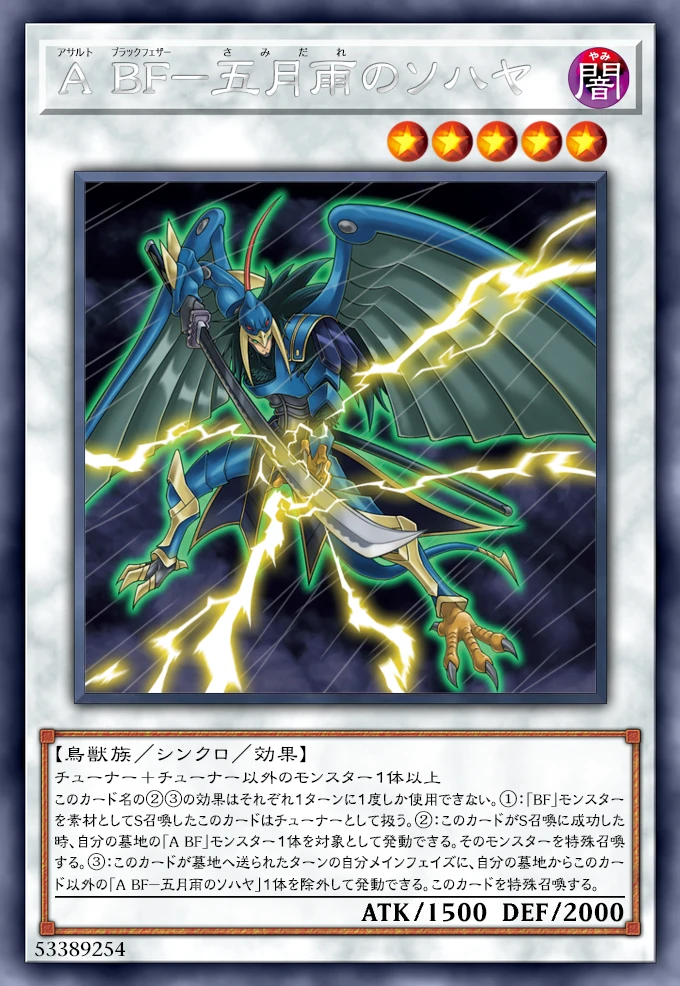 アサルト ブラックフェザー さみだれ
A BF－五月雨のソハヤ
やみ
闇
【鳥獣族／シンクロ／効果】
チューナー＋チューナー以外のモンスター１体以上
このカード名の②③の効果はそれぞれ１ターンに１度しか使用できない。①：「BF」モンスター
を素材としてS召喚したこのカードはチューナーとして扱う。②：このカードがS召喚に成功した
時、自分の墓地の「A BF」モンスター１体を対象として発動できる。そのモンスターを特殊召喚
する。③：このカードが墓地へ送られたターンの自分メインフェイズに、自分の墓地からこのカー
ド以外の「A BF－五月雨のソハヤ」１体を除外して発動できる。このカードを特殊召喚する。
ATK/1500 DEF/2000
53389254